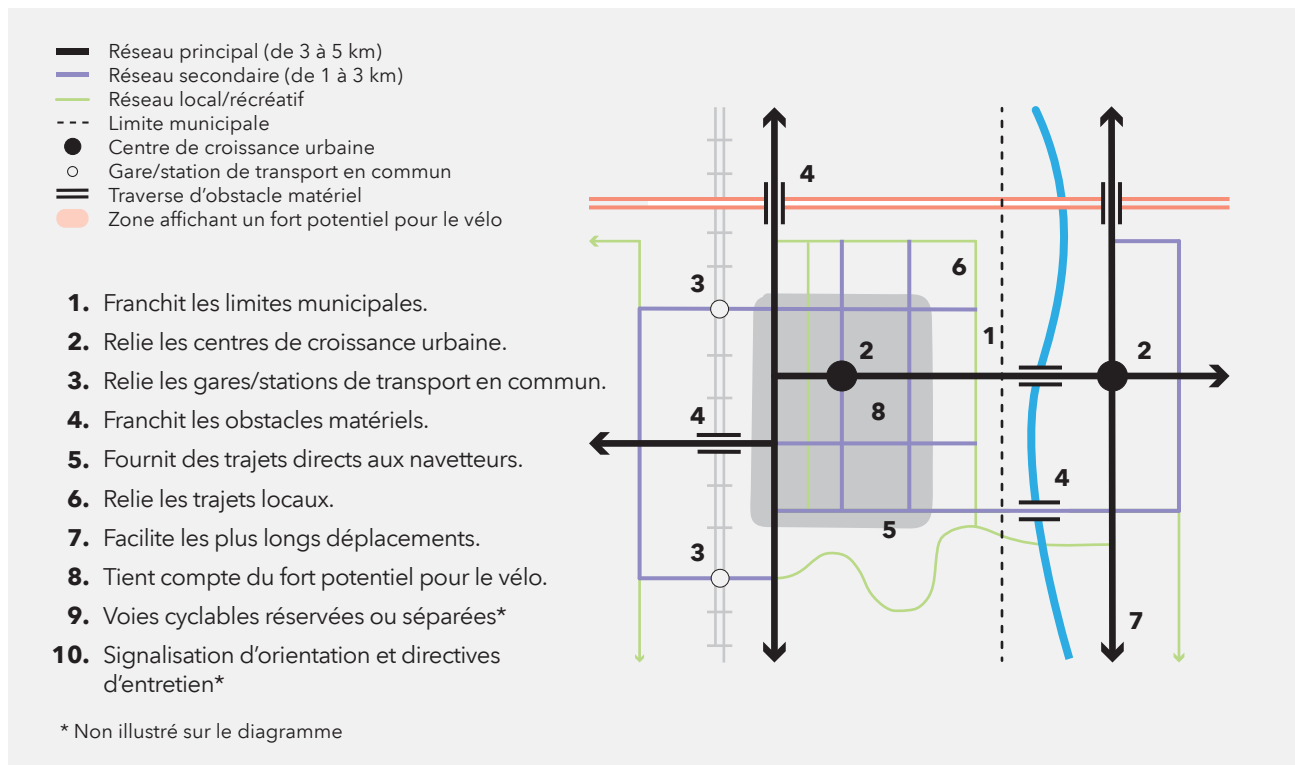 Réseau principal (de 3 à 5 km)
Réseau secondaire (de 1 à 3 km)
Réseau local/récréatif
Limite municipale
Centre de croissance urbaine
Gare/station de transport en commun
Traverse d'obstacle matériel
Zone affichant un fort potentiel pour le vélo
1. Franchit les limites municipales.
2. Relie les centres de croissance urbaine.
3. Relie les gares/stations de transport en commun.
4. Franchit les obstacles matériels.
5. Fournit des trajets directs aux navetteurs.
6. Relie les trajets locaux.
7. Facilite les plus longs déplacements.
8. Tient compte du fort potentiel pour le vélo.
9. Voies cyclables réservées ou séparées*
10. Signalisation d'orientation et directives
d'entretien*
* Non illustré sur le diagramme
4
6
3
1
2
2
8
4
4
5
3
7